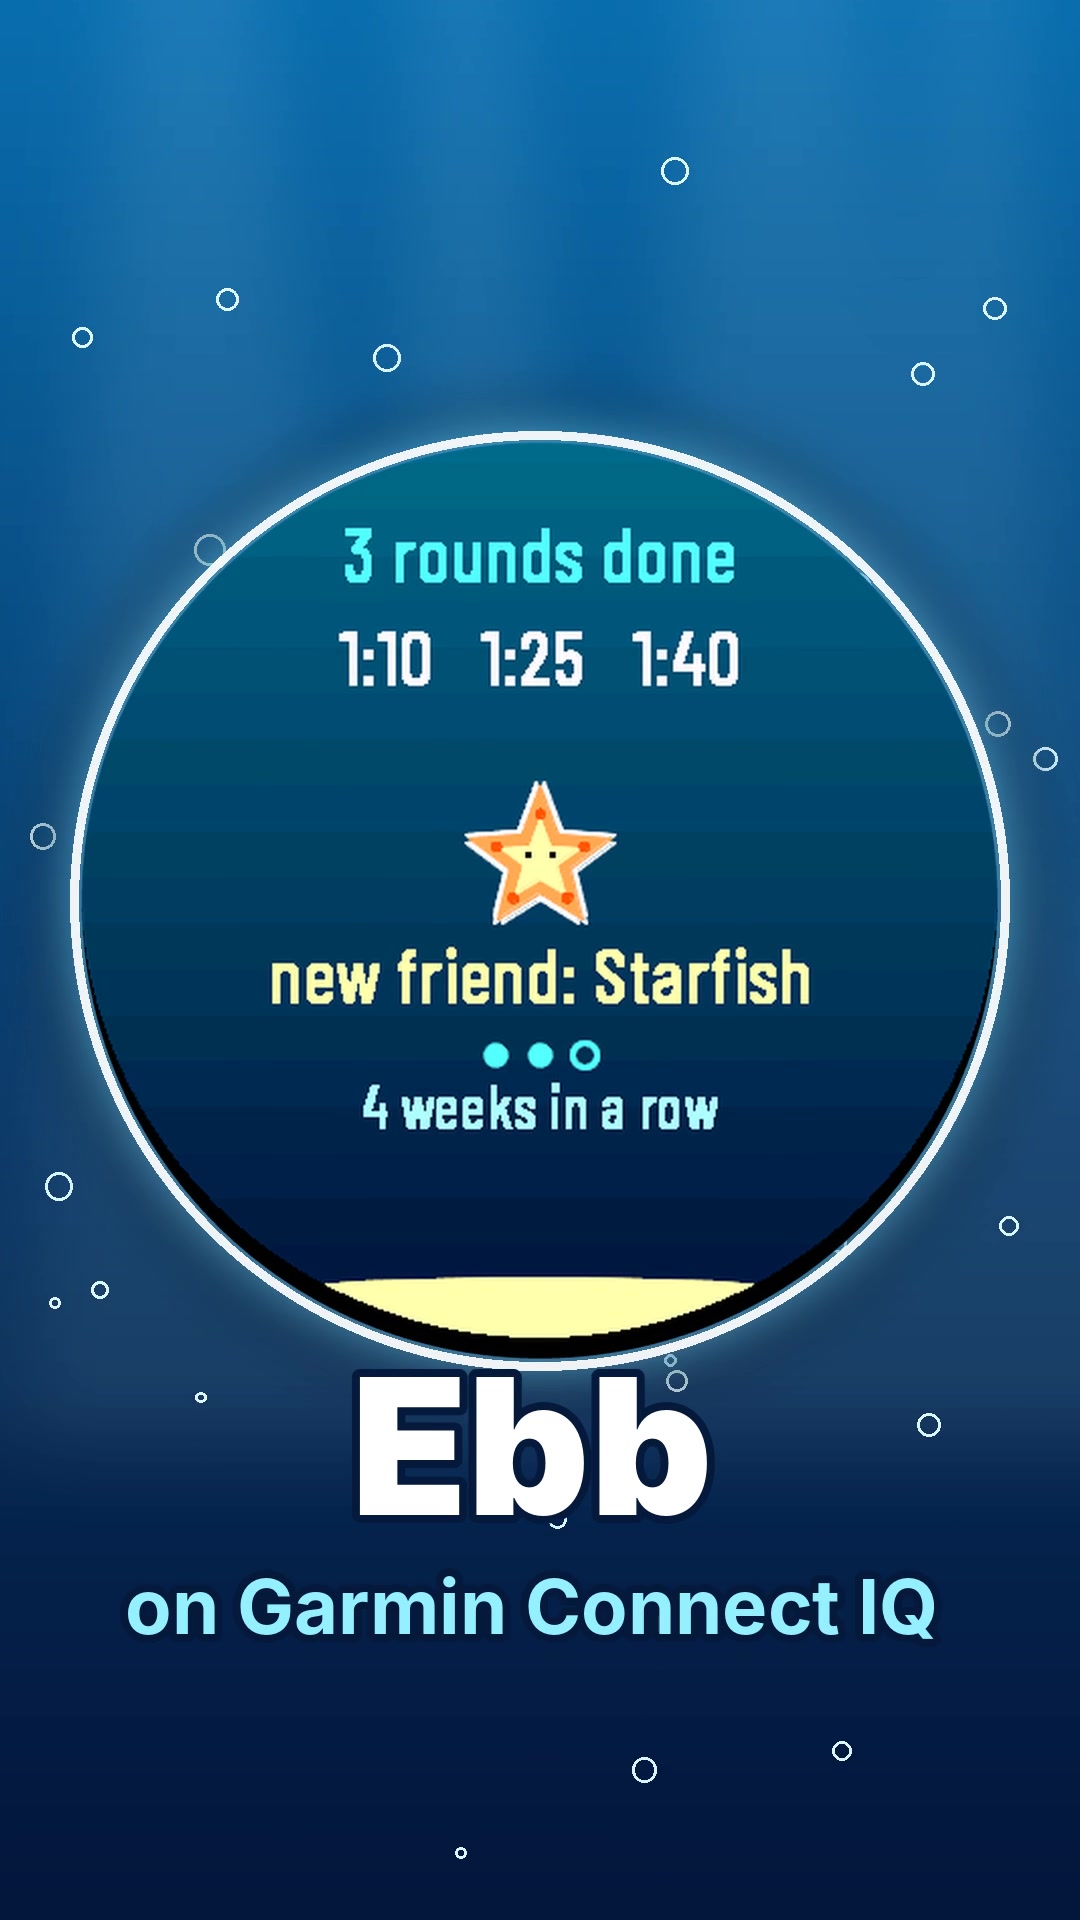 3 rounds done
1:10 1:25 1:40
new friend: Starfish
4 weeks in a row
Ebb
on Garmin Connect IQ